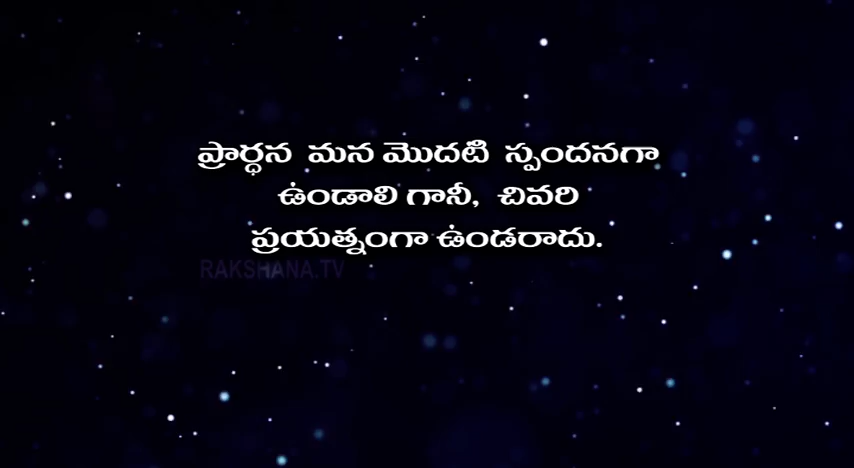 ప్రార్ధన మన మొదటి స్పందనగా
ఉండాలి గానీ, చివరి
ప్రయత్నంగా ఉండరాదు.
RAKSHANA.TV